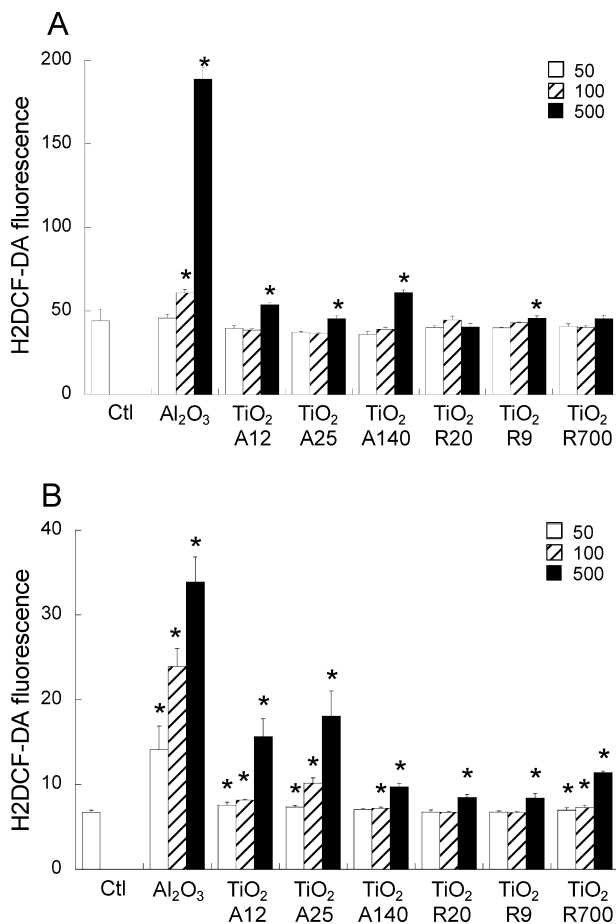 A
H2DCF-DA fluorescence
200
150
100
50
0
50
100
500
*
*
*
*
*
*
Ctl Al₂O₃ TiO₂ TiO₂ TiO₂ TiO₂ TiO₂ TiO₂
A12 A25 A140 R20 R9 R700
B
H2DCF-DA fluorescence
40
30
20
10
0
50
100
500
*
*
*
* * *
* * *
* *
*
*
* * *
Ctl Al₂O₃ TiO₂ TiO₂ TiO₂ TiO₂ TiO₂ TiO₂
A12 A25 A140 R20 R9 R700